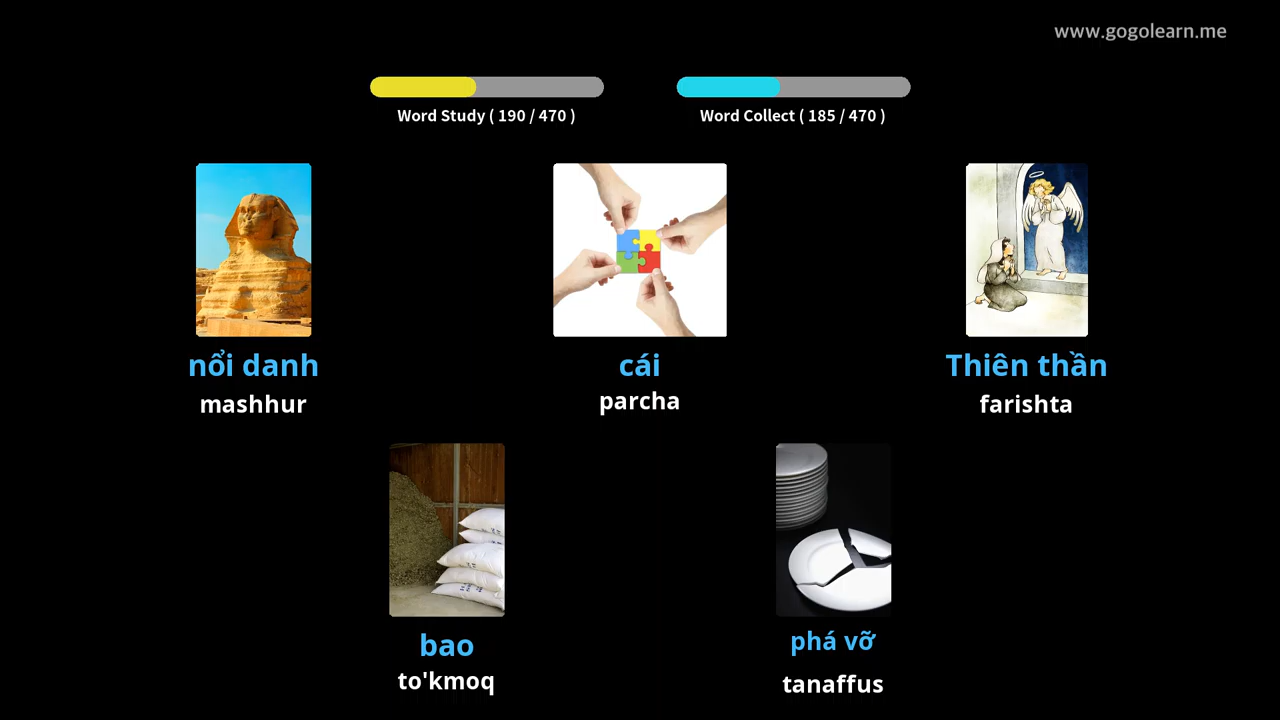 www.gogolearn.me
Word Study ( 190 / 470 )
Word Collect ( 185 / 470 )
nổi danh
mashhur
cái
parcha
Thiên thần
farishta
bao
to'kmoq
phá vỡ
tanaffus